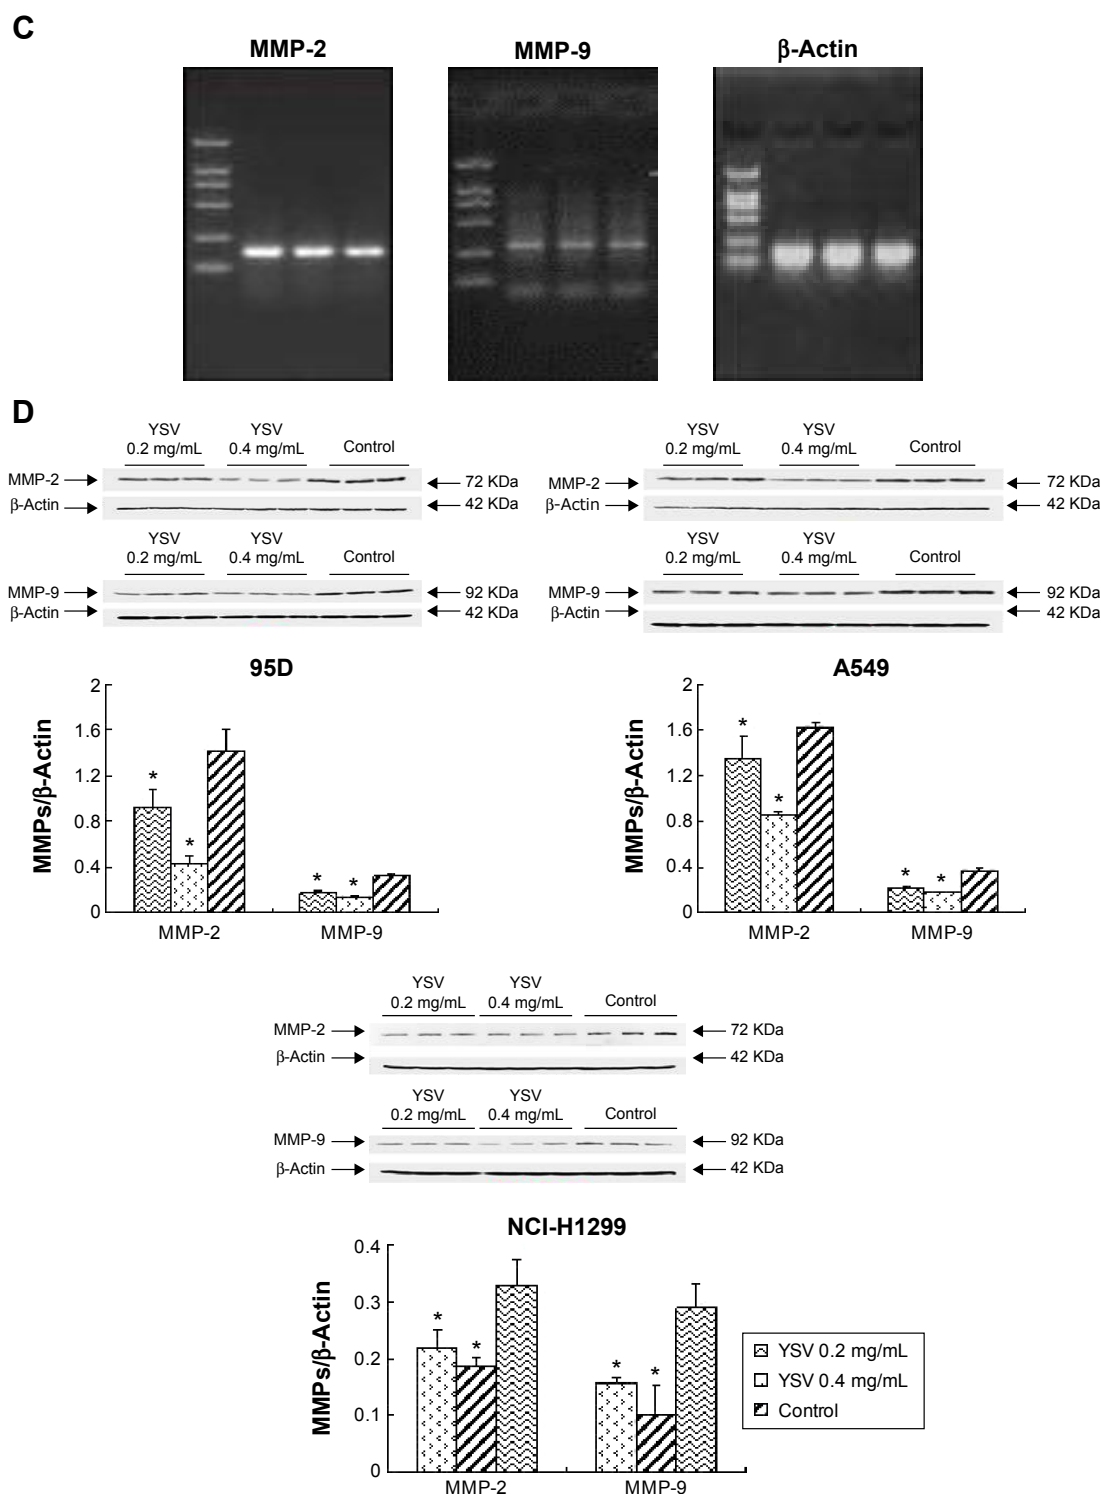 C
MMP-2 MMP-9 β-Actin
D
YSV YSV
0.2 mg/mL 0.4 mg/mL Control
MMP-2 72 KDa
β-Actin 42 KDa
YSV YSV
0.2 mg/mL 0.4 mg/mL Control
MMP-9 92 KDa
β-Actin 42 KDa
YSV YSV
0.2 mg/mL 0.4 mg/mL Control
MMP-2 72 KDa
β-Actin 42 KDa
YSV YSV
0.2 mg/mL 0.4 mg/mL Control
MMP-9 92 KDa
β-Actin 42 KDa
95D
MMPs/β-Actin
2
1.6
1.2
0.8
0.4
0
* * * *
MMP-2 MMP-9
A549
MMPs/β-Actin
2
1.6
1.2
0.8
0.4
0
* * * *
MMP-2 MMP-9
YSV YSV
0.2 mg/mL 0.4 mg/mL Control
MMP-2 72 KDa
β-Actin 42 KDa
YSV YSV
0.2 mg/mL 0.4 mg/mL Control
MMP-9 92 KDa
β-Actin 42 KDa
NCI-H1299
MMPs/β-Actin
0.4
0.3
0.2
0.1
0
* * * *
MMP-2 MMP-9
YSV 0.2 mg/mL
YSV 0.4 mg/mL
Control